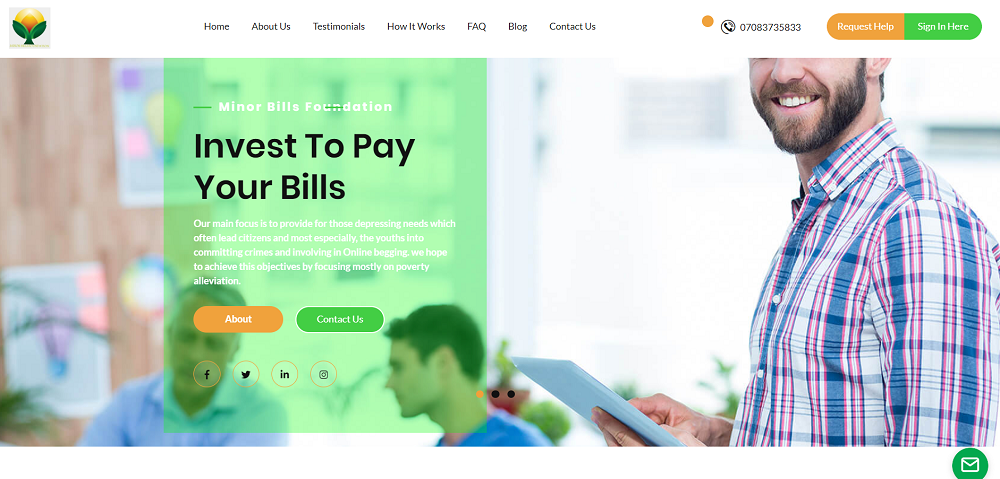 Home About Us Testimonials How It Works FAQ Blog Contact Us 07083735833 Request Help Sign In Here
Minor Bills Foundation
Invest To Pay
Your Bills
Our main focus is to provide for those depressing needs which
often lead citizens and most especially, the youths into
committing crimes and involving in Online begging. we hope
to achieve this objectives by focusing mostly on poverty
alleviation.
About Contact Us